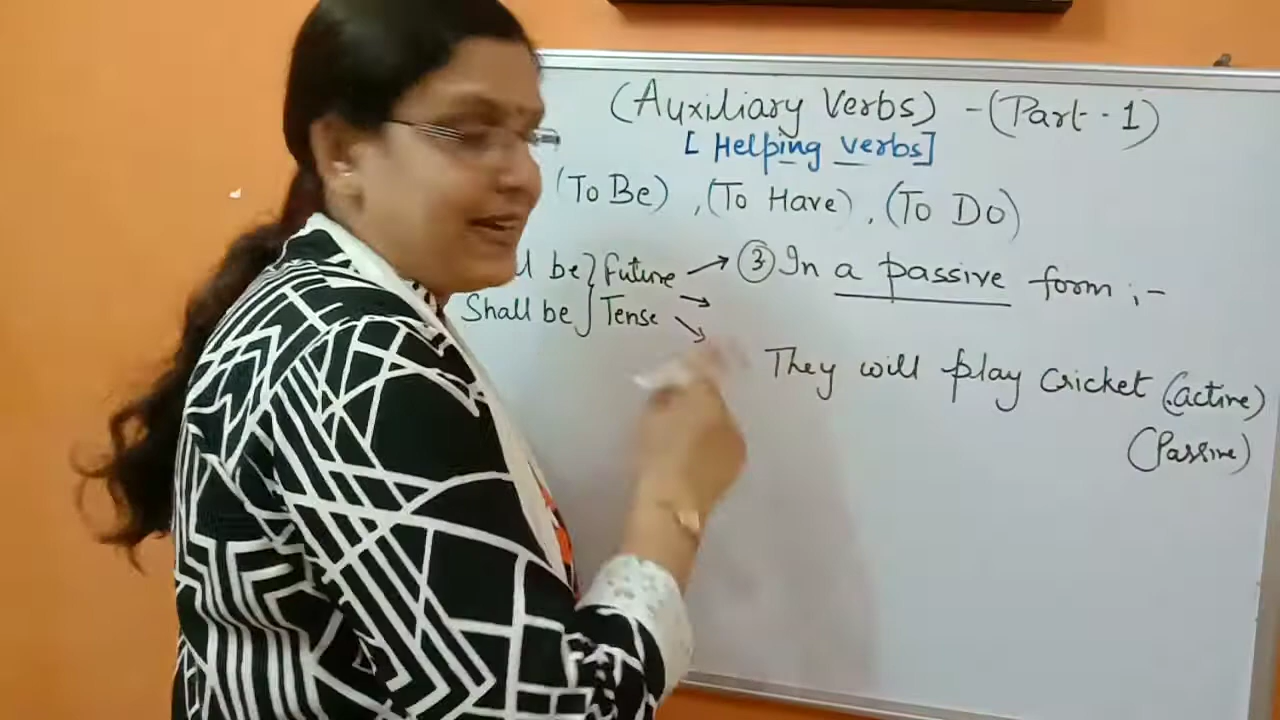 (Auxiliary Verbs) - (Part - 1)
[ Helping verbs]
(To Be) , (To Have) , (To Do)
be } Future → ③ In a passive form ;-
Shall be } Tense
They will play cricket (active)
(Passive)